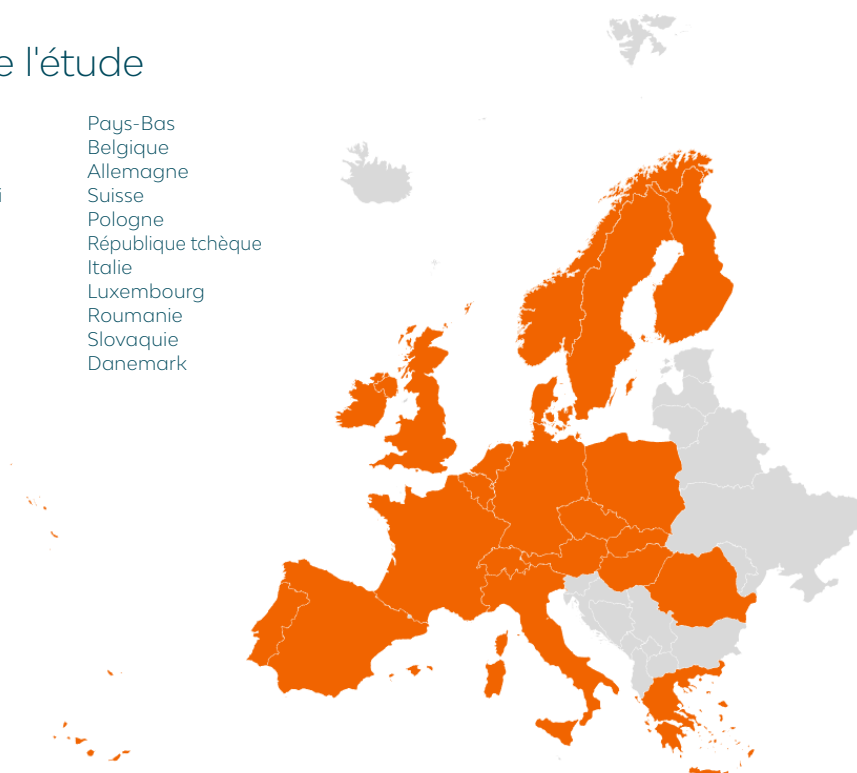 e l'étude
Pays-Bas
Belgique
Allemagne
i Suisse
Pologne
République tchèque
Italie
Luxembourg
Roumanie
Slovaquie
Danemark